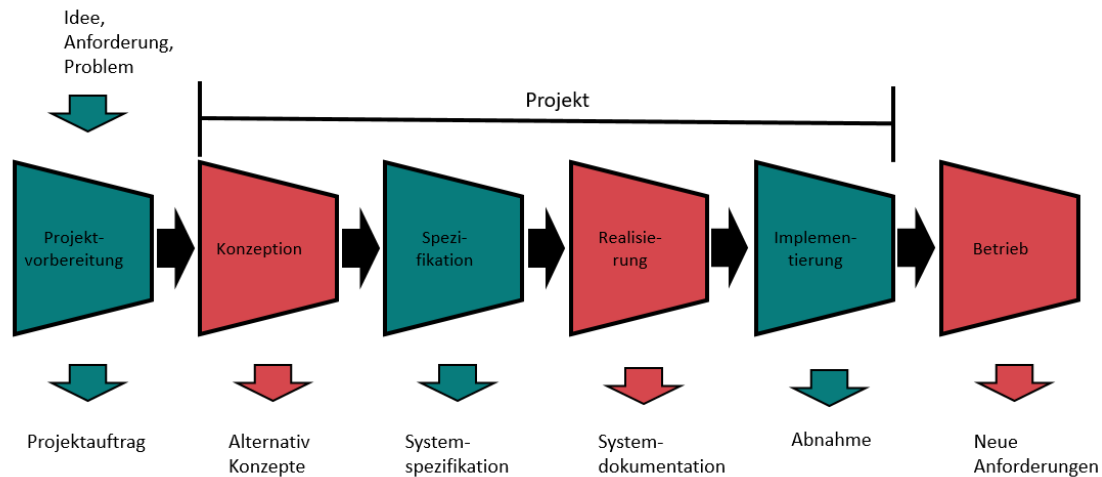 Idee,
Anforderung,
Problem
Projekt
Projekt-
vorbereitung
Konzeption
Spezi-
fikation
Realisie-
rung
Implemen-
tierung
Betrieb
Projektauftrag
Alternativ
Konzepte
System-
spezifikation
System-
dokumentation
Abnahme
Neue
Anforderungen